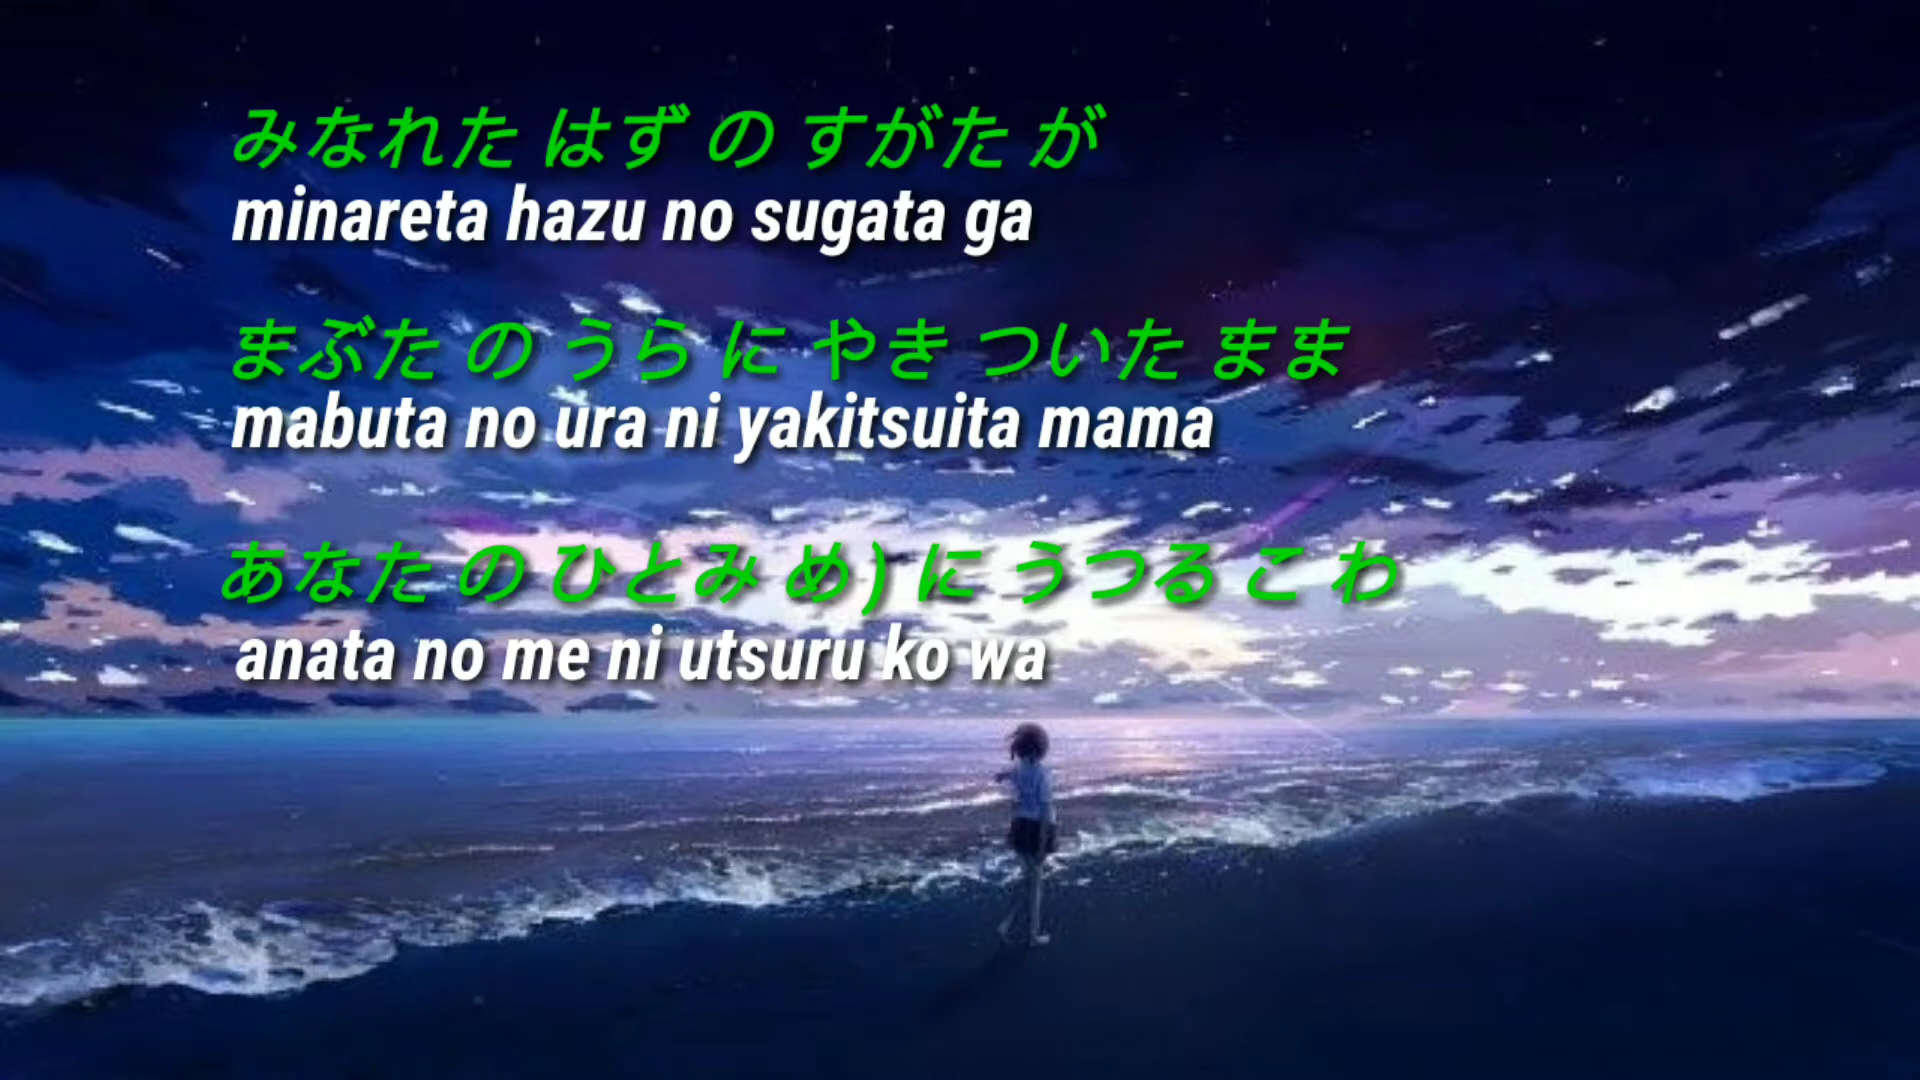 みなれた はず の すがた が
minareta hazu no sugata ga
まぶた の うら に やき ついた まま
mabuta no ura ni yakitsuita mama
あなた の ひとみ め) に うつる こ わ
anata no me ni utsuru ko wa